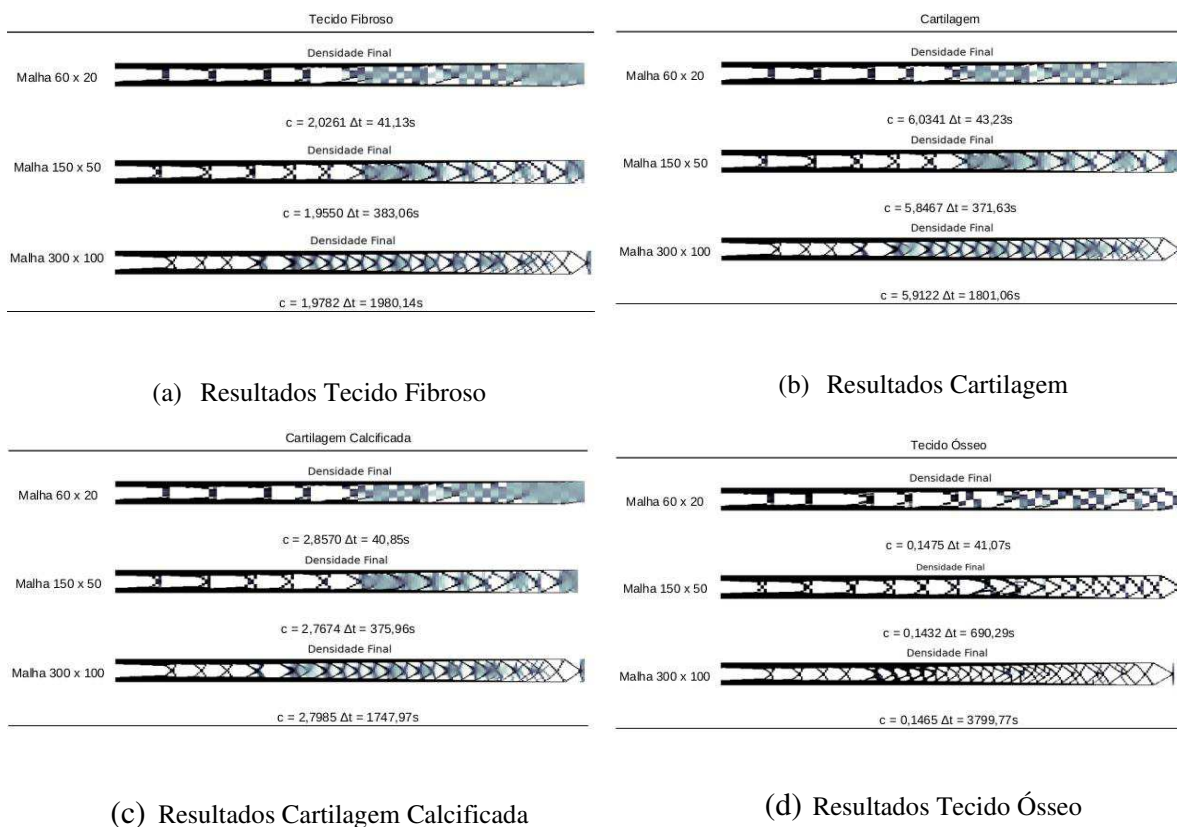 Tecido Fibroso
Densidade Final
Malha 60 x 20
c = 2,0261 Δt = 41,13s
Densidade Final
Malha 150 x 50
c = 1,9550 Δt = 383,06s
Densidade Final
Malha 300 x 100
c = 1,9782 Δt = 1980,14s
(a) Resultados Tecido Fibroso
Cartilagem
Densidade Final
Malha 60 x 20
c = 6,0341 Δt = 43,23s
Densidade Final
Malha 150 x 50
c = 5,8467 Δt = 371,63s
Densidade Final
Malha 300 x 100
c = 5,9122 Δt = 1801,06s
(b) Resultados Cartilagem
Cartilagem Calcificada
Densidade Final
Malha 60 x 20
c = 2,8570 Δt = 40,85s
Densidade Final
Malha 150 x 50
c = 2,7674 Δt = 375,96s
Densidade Final
Malha 300 x 100
c = 2,7985 Δt = 1747,97s
(c) Resultados Cartilagem Calcificada
Tecido Ósseo
Densidade Final
Malha 60 x 20
c = 0,1475 Δt = 41,07s
Densidade Final
Malha 150 x 50
c = 0,1432 Δt = 690,29s
Densidade Final
Malha 300 x 100
c = 0,1465 Δt = 3799,77s
(d) Resultados Tecido Ósseo